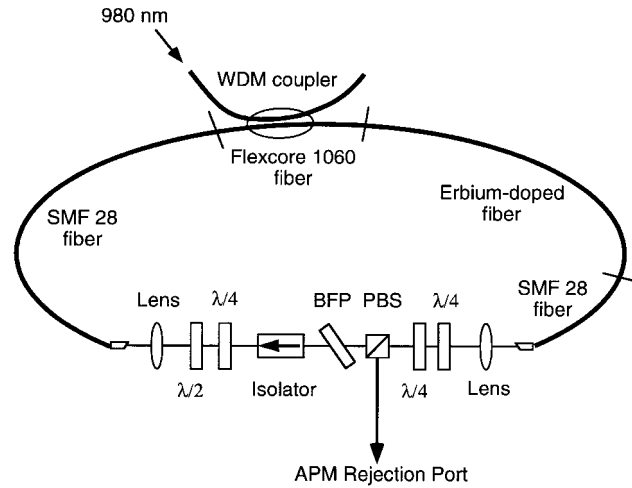 980 nm
WDM coupler
Flexcore 1060
fiber
Erbium-doped
fiber
SMF 28
fiber
SMF 28
fiber
Lens
λ/4
BFP
PBS
λ/4
λ/2
Isolator
λ/4
Lens
APM Rejection Port